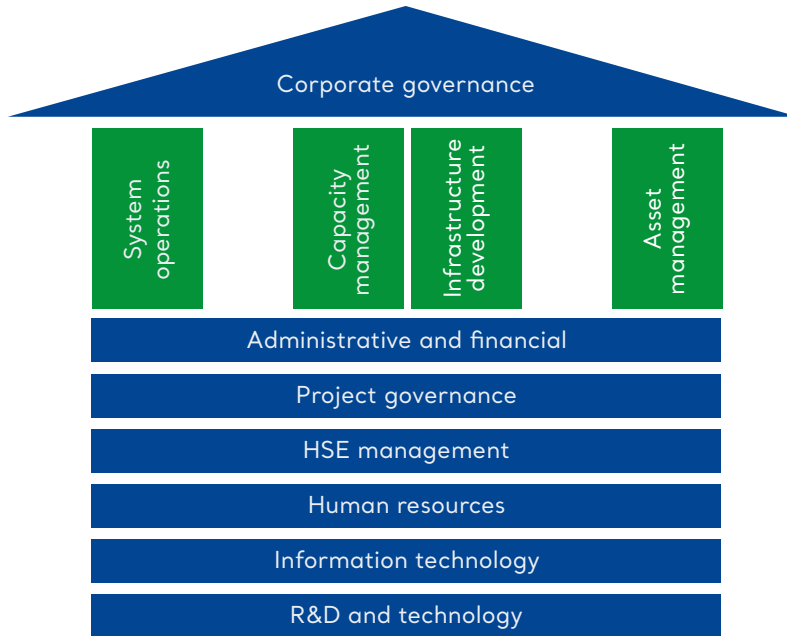 Corporate governance
System
operations
Capacity
management
Infrastructure
development
Asset
management
Administrative and financial
Project governance
HSE management
Human resources
Information technology
R&D and technology